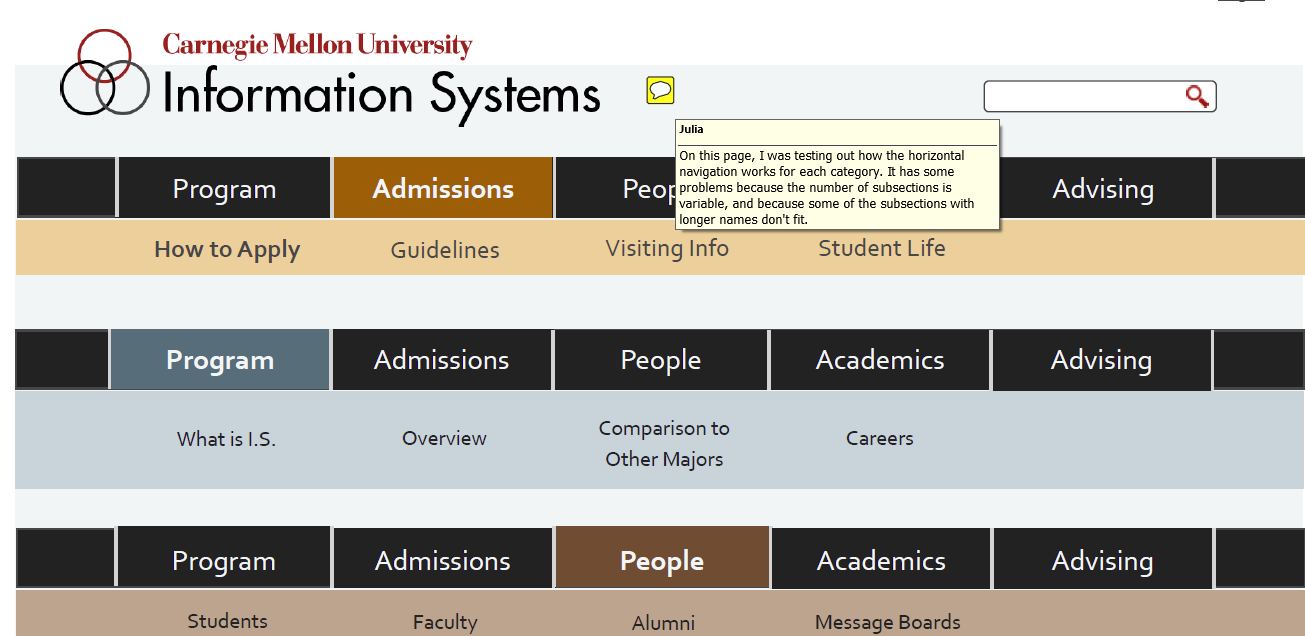 Carnegie Mellon University
Information Systems
Julia
On this page, I was testing out how the horizontal
navigation works for each category. It has some
problems because the number of subsections is
variable, and because some of the subsections with
longer names don't fit.
Program Admissions Advising
How to Apply Guidelines Visiting Info Student Life
Program Admissions People Academics Advising
What is I.S. Overview Comparison to Careers
Other Majors
Program Admissions People Academics Advising
Students Faculty Alumni Message Boards